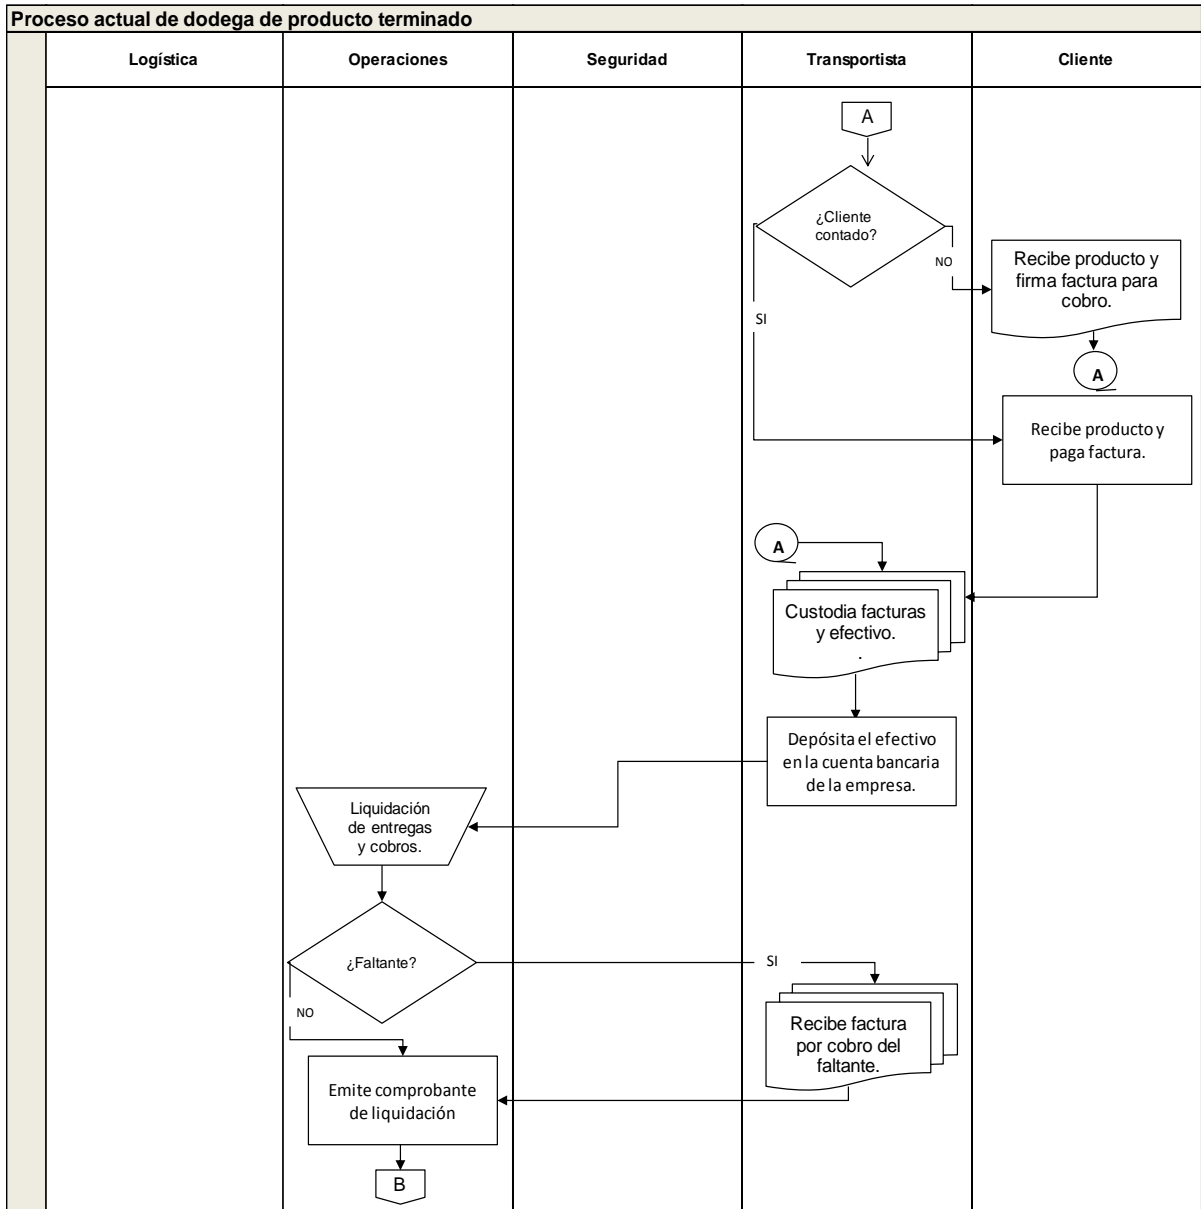 Proceso actual de dodega de producto terminado
Logística
Operaciones
Seguridad
Transportista
Cliente
A
¿Cliente
contado?
NO
SI
Recibe producto y
firma factura para
cobro.
A
Recibe producto y
paga factura.
A
Custodia facturas
y efectivo.
.
Depósita el efectivo
en la cuenta bancaria
de la empresa.
Liquidación
de entregas
y cobros.
¿Faltante?
SI
NO
Recibe factura
por cobro del
faltante.
Emite comprobante
de liquidación
B